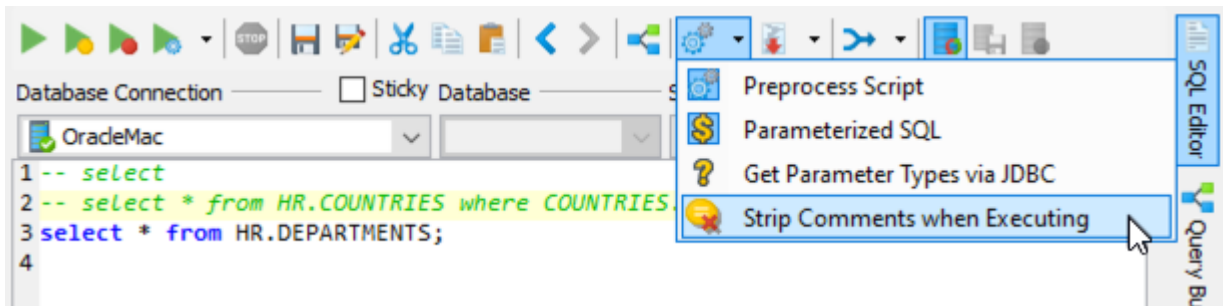 STOP
Database Connection
Sticky
Database
OracleMac
Preprocess Script
Parameterized SQL
Get Parameter Types via JDBC
Strip Comments when Executing
1 -- select
2 -- select * from HR.COUNTRIES where COUNTRIES.
3 select * from HR.DEPARTMENTS;
4
SQL Editor
Query Bu